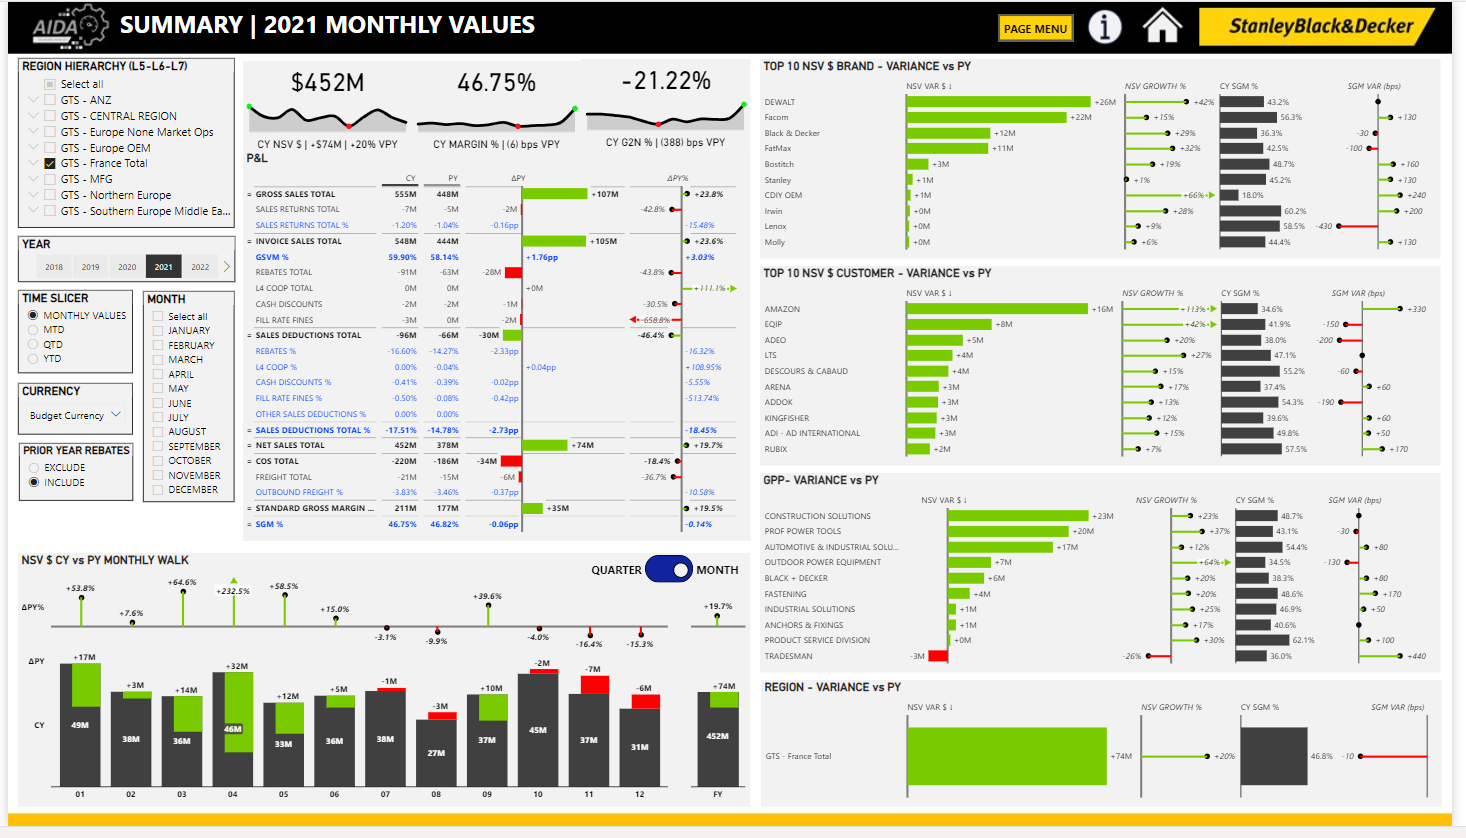 AIDA
SUMMARY | 2021 MONTHLY VALUES
PAGE MENU
i
StanleyBlack&Decker
REGION HIERARCHY (L5-L6-L7)
Select all
GTS - ANZ
GTS - CENTRAL REGION
GTS - Europe None Market Ops
GTS - Europe OEM
GTS - France Total
GTS - MFG
GTS - Northern Europe
GTS - Southern Europe Middle Ea...
YEAR
2018 2019 2020 2021 2022
TIME SLICER
MONTHLY VALUES
MTD
QTD
YTD
MONTH
Select all
JANUARY
FEBRUARY
MARCH
APRIL
MAY
JUNE
JULY
AUGUST
SEPTEMBER
OCTOBER
NOVEMBER
DECEMBER
CURRENCY
Budget Currency
PRIOR YEAR REBATES
EXCLUDE
INCLUDE
$452M 46.75% -21.22%
CY NSV $ | +$74M | +20% VPY CY MARGIN % | (6) bps VPY CY G2N % | (388) bps VPY
P&L
CY PY ΔPY ΔPY%
= GROSS SALES TOTAL 555M 448M +107M +23.8%
SALES RETURNS TOTAL -7M -5M -2M -42.8%
SALES RETURNS TOTAL % -1.20% -1.04% -0.16pp -15.48%
= INVOICE SALES TOTAL 548M 444M +105M +23.6%
GSVM % 59.90% 58.14% +1.76pp +3.03%
REBATES TOTAL -91M -63M -28M -43.8%
L4 COOP TOTAL 0M 0M +0M +111.1%
CASH DISCOUNTS -2M -2M -1M -30.5%
FILL RATE FINES -3M 0M -2M -658.8%
= SALES DEDUCTIONS TOTAL -96M -66M -30M -46.4%
REBATES % -16.60% -14.27% -2.33pp -16.32%
L4 COOP % 0.00% -0.04% +0.04pp +108.95%
CASH DISCOUNTS % -0.41% -0.39% -0.02pp -5.55%
FILL RATE FINES % -0.50% -0.08% -0.42pp -513.74%
OTHER SALES DEDUCTIONS % 0.00% 0.00%
= SALES DEDUCTIONS TOTAL % -17.51% -14.78% -2.73pp -18.45%
= NET SALES TOTAL 452M 378M +74M +19.7%
= COS TOTAL -220M -186M -34M -18.4%
FREIGHT TOTAL -21M -15M -6M -36.7%
OUTBOUND FREIGHT % -3.83% -3.46% -0.37pp -10.58%
= STANDARD GROSS MARGIN ... 211M 177M +35M +19.5%
= SGM % 46.75% 46.82% -0.06pp -0.14%
NSV $ CY vs PY MONTHLY WALK
QUARTER MONTH
ΔPY% +53.8% +7.6% +64.6% +232.5% +58.5% +15.0% -3.1% -9.9% +39.6% -4.0% -16.4% -15.3% +19.7%
ΔPY +17M +3M +14M +32M +12M +5M -1M -3M +10M -2M -7M -6M +74M
CY 49M 38M 36M 46M 33M 36M 38M 27M 37M 45M 37M 31M 452M
01 02 03 04 05 06 07 08 09 10 11 12 FY
TOP 10 NSV $ BRAND - VARIANCE vs PY
NSV VAR $ ↓ NSV GROWTH % CY SGM % SGM VAR (bps)
DEWALT +26M +42% 43.2%
Facom +22M +15% 56.3% +130
Black & Decker +12M +29% 36.3% -30
FatMax +11M +32% 42.5% -100
Bostitch +3M +19% 48.7% +160
Stanley +1M +1% 45.2% +130
CDIY OEM +1M +66% 18.0% +240
Irwin +0M +28% 60.2% +200
Lenox +0M +9% 58.5% -430
Molly +0M +6% 44.4% +130
TOP 10 NSV $ CUSTOMER - VARIANCE vs PY
NSV VAR $ ↓ NSV GROWTH % CY SGM % SGM VAR (bps)
AMAZON +16M +113% 34.6% +330
EQIP +8M +42% 41.9% -150
ADEO +5M +20% 38.0% -200
LTS +4M +27% 47.1%
DESCOURS & CABAUD +4M +15% 55.2% -60
ARENA +3M +17% 37.4% +60
ADDOK +3M +13% 54.3% -190
KINGFISHER +3M +12% 39.6% +60
ADI - AD INTERNATIONAL +3M +15% 49.8% +50
RUBIX +2M +7% 57.5% +170
GPP- VARIANCE vs PY
NSV VAR $ ↓ NSV GROWTH % CY SGM % SGM VAR (bps)
CONSTRUCTION SOLUTIONS +23M +23% 48.7%
PROF POWER TOOLS +20M +37% 43.1% -30
AUTOMOTIVE & INDUSTRIAL SOLU... +17M +12% 54.4% +80
OUTDOOR POWER EQUIPMENT +7M +64% 34.5% -130
BLACK + DECKER +6M +20% 38.3% +80
FASTENING +4M +20% 48.6% +170
INDUSTRIAL SOLUTIONS +1M +25% 46.9% +50
ANCHORS & FIXINGS +1M +17% 40.6%
PRODUCT SERVICE DIVISION +0M +30% 62.1% +100
TRADESMAN -3M -26% 36.0% +440
REGION - VARIANCE vs PY
NSV VAR $ ↓ NSV GROWTH % CY SGM % SGM VAR (bps)
GTS - France Total +74M +20% 46.8% -10